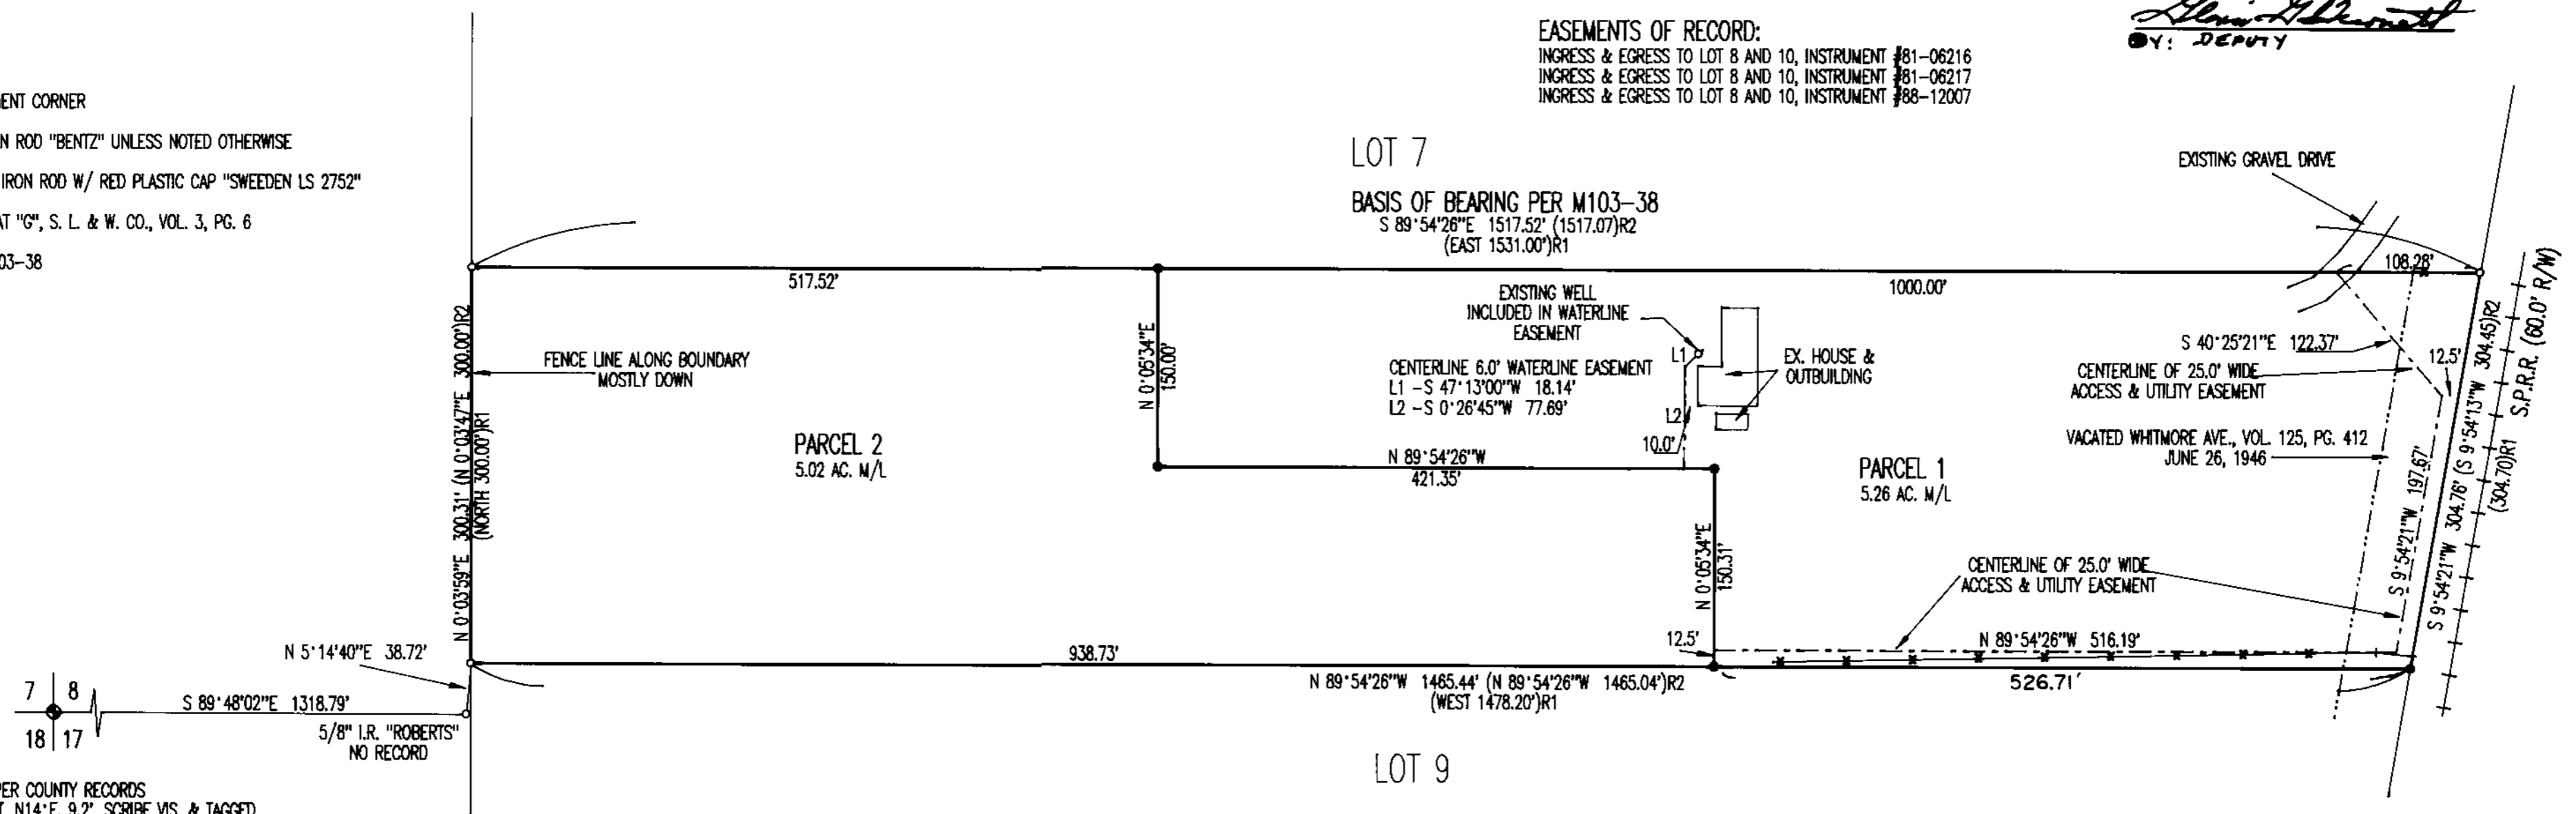 BY: DEPUTY
EASEMENTS OF RECORD:
INGRESS & EGRESS TO LOT 8 AND 10, INSTRUMENT #81-06216
INGRESS & EGRESS TO LOT 8 AND 10, INSTRUMENT #81-06217
INGRESS & EGRESS TO LOT 8 AND 10, INSTRUMENT #88-12007
ENT CORNER
N ROD "BENTZ" UNLESS NOTED OTHERWISE
IRON ROD W/ RED PLASTIC CAP "SWEEDEN LS 2752"
AT "G", S. L. & W. CO., VOL. 3, PG. 6
03-38
LOT 7
BASIS OF BEARING PER M103-38
S 89°54'26"E 1517.52' (1517.07)R2
(EAST 1531.00')R1
EXISTING GRAVEL DRIVE
517.52'
1000.00'
108.28'
N 0°03'59"E 300.31' (N 0°03'47"E 300.00')R2
(NORTH 300.00')R1
FENCE LINE ALONG BOUNDARY
MOSTLY DOWN
PARCEL 2
5.02 AC. M/L
N 0°05'34"E
150.00'
EXISTING WELL
INCLUDED IN WATERLINE
EASEMENT
CENTERLINE 6.0' WATERLINE EASEMENT
L1 -S 47°13'00"W 18.14'
L2 -S 0°26'45"W 77.69'
L1
L2
10.0'
EX. HOUSE &
OUTBUILDING
N 89°54'26"W
421.35'
PARCEL 1
5.26 AC. M/L
S 40°25'21"E 122.37'
12.5'
CENTERLINE OF 25.0' WIDE
ACCESS & UTILITY EASEMENT
VACATED WHITMORE AVE., VOL. 125, PG. 412
JUNE 26, 1946
S 9°54'21"W 197.67'
S 9°54'21"W 304.76' (S 9°54'13"W 304.45)R2
(304.70)R1
S.P.R.R. (60.0' R/W)
N 0°05'34"E
150.31'
CENTERLINE OF 25.0' WIDE
ACCESS & UTILITY EASEMENT
12.5'
N 89°54'26"W 516.19'
N 5°14'40"E 38.72'
938.73'
N 89°54'26"W 1465.44' (N 89°54'26"W 1465.04')R2
(WEST 1478.20')R1
526.71'
7 8
18 17
S 89°48'02"E 1318.79'
5/8" I.R. "ROBERTS"
NO RECORD
LOT 9
PER COUNTY RECORDS
T N14°E, 9.2', SCRIBE VIS. & TAGGED